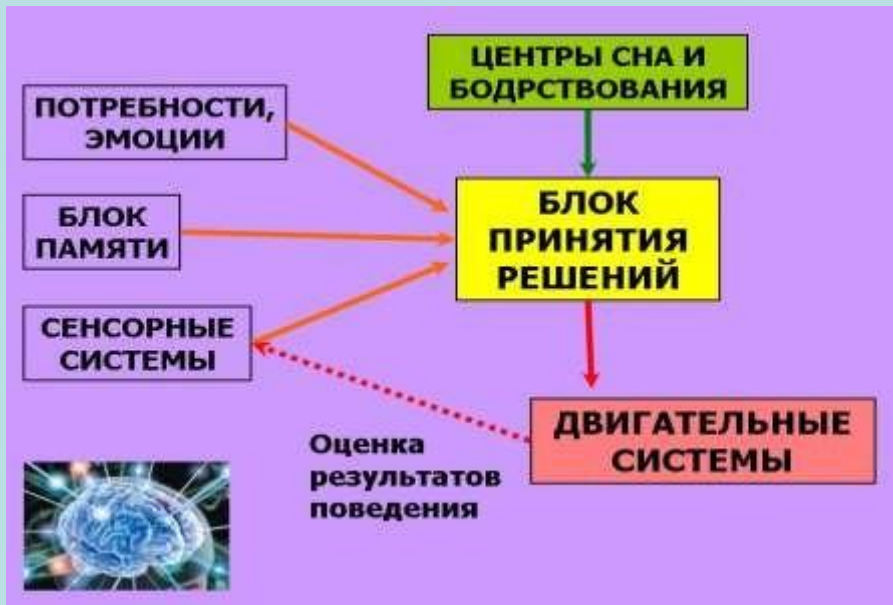 ЦЕНТРЫ СНА И
БОДРСТВОВАНИЯ
ПОТРЕБНОСТИ,
ЭМОЦИИ
БЛОК
ПАМЯТИ
СЕНСОРНЫЕ
СИСТЕМЫ
БЛОК
ПРИНЯТИЯ
РЕШЕНИЙ
ДВИГАТЕЛЬНЫЕ
СИСТЕМЫ
Оценка
результатов
поведения